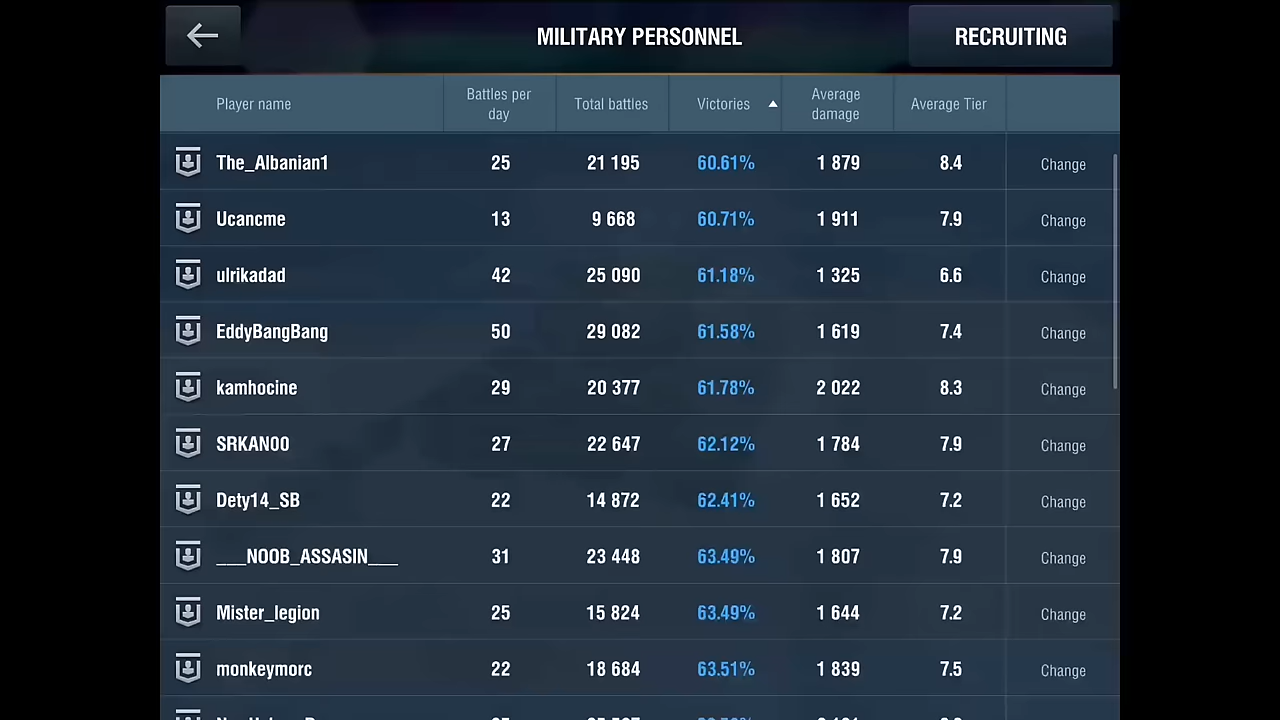 MILITARY PERSONNEL
RECRUITING
Player name Battles per day Total battles Victories Average damage Average Tier
The_Albanian1 25 21 195 60.61% 1 879 8.4 Change
Ucancme 13 9 668 60.71% 1 911 7.9 Change
ulrikadad 42 25 090 61.18% 1 325 6.6 Change
EddyBangBang 50 29 082 61.58% 1 619 7.4 Change
kamhocine 29 20 377 61.78% 2 022 8.3 Change
SRKAN00 27 22 647 62.12% 1 784 7.9 Change
Dety14_SB 22 14 872 62.41% 1 652 7.2 Change
___NOOB_ASSASIN___ 31 23 448 63.49% 1 807 7.9 Change
Mister_legion 25 15 824 63.49% 1 644 7.2 Change
monkeymorc 22 18 684 63.51% 1 839 7.5 Change